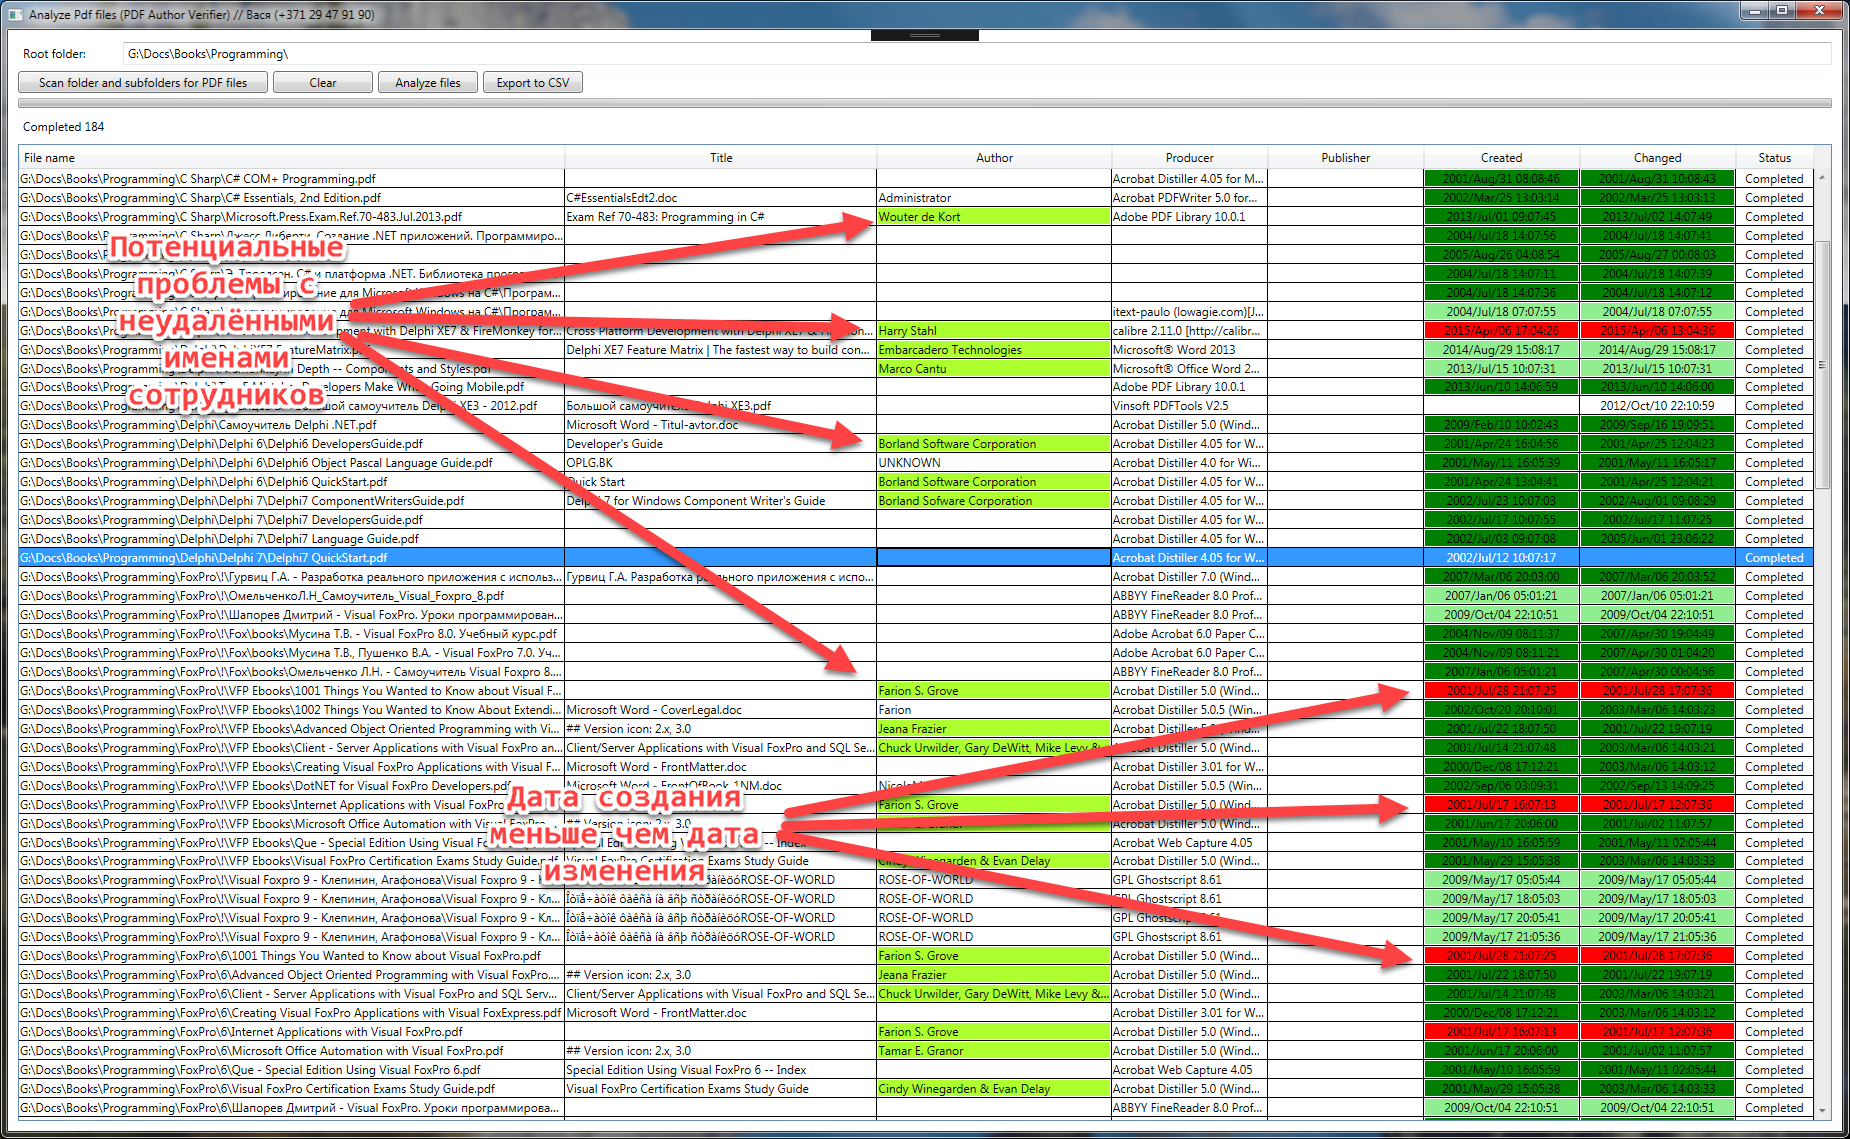 Analyze Pdf files (PDF Author Verifier) // Вася (+371 29 47 91 90)
Root folder: G:\Docs\Books\Programming\
Scan folder and subfolders for PDF files Clear Analyze files Export to CSV
Completed 184
File name Title Author Producer Publisher Created Changed Status
G:\Docs\Books\Programming\C Sharp\C# COM+ Programming.pdf Acrobat Distiller 4.05 for M... 2001/Aug/31 08:08:46 2001/Aug/31 10:08:43 Completed
G:\Docs\Books\Programming\C Sharp\C# Essentials, 2nd Edition.pdf C#EssentialsEdt2.doc Administrator Acrobat PDFWriter 5.0 for... 2002/Mar/25 13:03:14 2002/Mar/25 13:03:13 Completed
G:\Docs\Books\Programming\C Sharp\Microsoft.Press.Exam.Ref.70-483.Jul.2013.pdf Exam Ref 70-483: Programming in C# Wouter de Kort Adobe PDF Library 10.0.1 2013/Jul/01 09:07:45 2013/Jul/02 14:07:49 Completed
G:\Docs\Books\Programming\C Sharp\Джесс Либерти. Создание .NET приложений. Программиро... 2004/Jul/18 14:07:56 2004/Jul/18 14:07:41 Completed
2005/Aug/26 04:08:54 2005/Aug/27 00:08:03 Completed
G:\Docs\Books\Programming\C Sharp\Э. Троелсен. C# и платформа .NET. Библиотека програм... 2004/Jul/18 14:07:11 2004/Jul/18 14:07:39 Completed
для Microsoft Windows на C#\Програм... 2004/Jul/18 14:07:36 2004/Jul/18 14:07:12 Completed
для Microsoft Windows на C#\Програм... itext-paulo (lowagie.com)[J... 2004/Jul/18 07:07:55 2004/Jul/18 07:07:55 Completed
with Delphi XE7 & FireMonkey for... Cross Platform Development with Delphi XE7 & Harry Stahl calibre 2.11.0 [http://calibr... 2015/Apr/06 17:04:26 2015/Apr/06 13:04:36 Completed
Delphi XE7 Feature Matrix | The fastest way to build con... Embarcadero Technologies Microsoft® Word 2013 2014/Aug/29 15:08:17 2014/Aug/29 15:08:17 Completed
in Depth -- Components and Styles.pdf Marco Cantu Microsoft® Office Word 2... 2013/Jul/15 10:07:31 2013/Jul/15 10:07:31 Completed
Developers Make When Going Mobile.pdf Adobe PDF Library 10.0.1 2013/Jun/10 14:06:59 2013/Jun/10 14:06:00 Completed
самоучитель Delphi XE3 - 2012.pdf Большой самоучитель Delphi XE3.pdf Vinsoft PDFTools V2.5 2012/Oct/10 22:10:59 Completed
G:\Docs\Books\Programming\Delphi\Самоучитель Delphi .NET.pdf Microsoft Word - Titul-avtor.doc Acrobat Distiller 5.0 (Wind... 2009/Feb/10 10:02:43 2009/Sep/16 19:09:51 Completed
G:\Docs\Books\Programming\Delphi\Delphi 6\Delphi6 DevelopersGuide.pdf Developer's Guide Borland Software Corporation Acrobat Distiller 4.05 for W... 2001/Apr/24 16:04:56 2001/Apr/25 12:04:23 Completed
G:\Docs\Books\Programming\Delphi\Delphi 6\Delphi6 Object Pascal Language Guide.pdf OPLG.BK UNKNOWN Acrobat Distiller 4.0 for Wi... 2001/May/11 16:05:39 2001/May/11 16:05:17 Completed
G:\Docs\Books\Programming\Delphi\Delphi 6\Delphi6 QuickStart.pdf Quick Start Borland Software Corporation Acrobat Distiller 4.05 for W... 2001/Apr/24 13:04:41 2001/Apr/25 12:04:21 Completed
G:\Docs\Books\Programming\Delphi\Delphi 7\Delphi7 ComponentWritersGuide.pdf Delphi 7 for Windows Component Writer's Guide Borland Sofware Corporation Acrobat Distiller 4.05 for W... 2002/Jul/23 10:07:03 2002/Aug/01 09:08:29 Completed
G:\Docs\Books\Programming\Delphi\Delphi 7\Delphi7 DevelopersGuide.pdf Acrobat Distiller 4.05 for W... 2002/Jul/17 10:07:55 2002/Jul/17 11:07:25 Completed
G:\Docs\Books\Programming\Delphi\Delphi 7\Delphi7 Language Guide.pdf Acrobat Distiller 4.05 for W... 2002/Jul/03 09:07:08 2005/Jun/01 23:06:22 Completed
G:\Docs\Books\Programming\Delphi\Delphi 7\Delphi7 QuickStart.pdf Acrobat Distiller 4.05 for W... 2002/Jul/12 10:07:17 Completed
G:\Docs\Books\Programming\FoxPro\!\Гурвиц Г.А. - Разработка реального приложения с использ... Гурвиц Г.А. Разработка реального приложения с испо... Acrobat Distiller 7.0 (Wind... 2007/Mar/06 20:03:00 2007/Mar/06 20:03:52 Completed
G:\Docs\Books\Programming\FoxPro\!\ОмельченкоЛ.Н_Самоучитель_Visual_Foxpro_8.pdf ABBYY FineReader 8.0 Prof... 2007/Jan/06 05:01:21 2007/Jan/06 05:01:21 Completed
G:\Docs\Books\Programming\FoxPro\!\Шапорев Дмитрий - Visual FoxPro. Уроки программирован... ABBYY FineReader 8.0 Prof... 2009/Oct/04 22:10:51 2009/Oct/04 22:10:51 Completed
G:\Docs\Books\Programming\FoxPro\!\Fox\books\Мусина Т.В. - Visual FoxPro 8.0. Учебный курс.pdf Adobe Acrobat 6.0 Paper C... 2004/Nov/09 08:11:37 2007/Apr/30 19:04:49 Completed
G:\Docs\Books\Programming\FoxPro\!\Fox\books\Мусина Т.В., Пушенко В.А. - Visual FoxPro 7.0. Уч... Adobe Acrobat 6.0 Paper C... 2004/Nov/09 08:11:21 2007/Apr/30 01:04:20 Completed
G:\Docs\Books\Programming\FoxPro\!\Fox\books\Омельченко Л.Н. - Самоучитель Visual Foxpro 8.... ABBYY FineReader 8.0 Prof... 2007/Jan/06 05:01:21 2007/Apr/30 00:04:56 Completed
G:\Docs\Books\Programming\FoxPro\!\VFP Ebooks\1001 Things You Wanted to Know about Visual F... Farion S. Grove Acrobat Distiller 5.0 (Wind... 2001/Jul/28 21:07:25 2001/Jul/28 17:07:36 Completed
G:\Docs\Books\Programming\FoxPro\!\VFP Ebooks\1002 Things You Wanted to Know About Extendi... Microsoft Word - CoverLegal.doc Farion Acrobat Distiller 5.0.5 (Win... 2002/Oct/20 20:10:01 2003/Mar/06 14:03:23 Completed
G:\Docs\Books\Programming\FoxPro\!\VFP Ebooks\Advanced Object Oriented Programming with Vi... ## Version icon: 2.x, 3.0 Jeana Frazier Acrobat Distiller 5.0 (Wind... 2001/Jul/22 18:07:50 2001/Jul/22 19:07:19 Completed
G:\Docs\Books\Programming\FoxPro\!\VFP Ebooks\Client - Server Applications with Visual FoxPro an... Client/Server Applications with Visual FoxPro and SQL Se... Chuck Urwilder, Gary DeWitt, Mike Levy & Acrobat Distiller 5.0 (Wind... 2001/Jul/14 21:07:48 2003/Mar/06 14:03:21 Completed
G:\Docs\Books\Programming\FoxPro\!\VFP Ebooks\Creating Visual FoxPro Applications with Visual F... Microsoft Word - FrontMatter.doc Acrobat Distiller 3.01 for W... 2000/Dec/08 17:12:21 2003/Mar/06 14:03:12 Completed
G:\Docs\Books\Programming\FoxPro\!\VFP Ebooks\DotNET for Visual FoxPro Developers.pdf Microsoft Word - FrontOfBook_1NM.doc Acrobat Distiller 5.0.5 (Win... 2002/Sep/06 03:09:31 2002/Sep/13 14:09:25 Completed
G:\Docs\Books\Programming\FoxPro\!\VFP Ebooks\Internet Applications with Visual FoxPro Farion S. Grove Acrobat Distiller 5.0 (Wind... 2001/Jul/17 16:07:13 2001/Jul/17 12:07:36 Completed
G:\Docs\Books\Programming\FoxPro\!\VFP Ebooks\Microsoft Office Automation with Visual FoxPro.... ## Version icon: 2.x, 3.0 Granor Acrobat Distiller 5.0 (Wind... 2001/Jun/17 20:06:00 2001/Jul/02 11:07:57 Completed
G:\Docs\Books\Programming\FoxPro\!\VFP Ebooks\Que - Special Edition Using Visual FoxPro -- Index Acrobat Web Capture 4.05 2001/May/10 16:05:59 2001/May/11 02:05:44 Completed
G:\Docs\Books\Programming\FoxPro\!\VFP Ebooks\Visual FoxPro Certification Exams Study Guide.pdf Visual FoxPro Certification Exams Study Guide Cindy Winegarden & Evan Delay Acrobat Distiller 5.0 (Wind... 2001/May/29 15:05:38 2003/Mar/06 14:03:33 Completed
G:\Docs\Books\Programming\FoxPro\!\Visual Foxpro 9 - Клепинин, Агафонова\Visual Foxpro 9 - Кл... Îòïå÷àòîê ôàêñà íà âñþ ñòðàíèöóROSE-OF-WORLD ROSE-OF-WORLD GPL Ghostscript 8.61 2009/May/17 05:05:44 2009/May/17 05:05:44 Completed
G:\Docs\Books\Programming\FoxPro\!\Visual Foxpro 9 - Клепинин, Агафонова\Visual Foxpro 9 - Кл... Îòïå÷àòîê ôàêñà íà âñþ ñòðàíèöóROSE-OF-WORLD ROSE-OF-WORLD GPL Ghostscript 8.61 2009/May/17 18:05:03 2009/May/17 18:05:03 Completed
G:\Docs\Books\Programming\FoxPro\!\Visual Foxpro 9 - Клепинин, Агафонова\Visual Foxpro 9 - Кл... Îòïå÷àòîê ôàêñà íà âñþ ñòðàíèöóROSE-OF-WORLD ROSE-OF-WORLD GPL Ghostscript 8.61 2009/May/17 20:05:41 2009/May/17 20:05:41 Completed
G:\Docs\Books\Programming\FoxPro\!\Visual Foxpro 9 - Клепинин, Агафонова\Visual Foxpro 9 - Кл... Îòïå÷àòîê ôàêñà íà âñþ ñòðàíèöóROSE-OF-WORLD ROSE-OF-WORLD GPL Ghostscript 8.61 2009/May/17 21:05:36 2009/May/17 21:05:36 Completed
G:\Docs\Books\Programming\FoxPro\6\1001 Things You Wanted to Know about Visual FoxPro.pdf Farion S. Grove Acrobat Distiller 5.0 (Wind... 2001/Jul/28 21:07:25 2001/Jul/28 17:07:36 Completed
G:\Docs\Books\Programming\FoxPro\6\Advanced Object Oriented Programming with Visual FoxPro.... ## Version icon: 2.x, 3.0 Jeana Frazier Acrobat Distiller 5.0 (Wind... 2001/Jul/22 18:07:50 2001/Jul/22 19:07:19 Completed
G:\Docs\Books\Programming\FoxPro\6\Client - Server Applications with Visual FoxPro and SQL Serv... Client/Server Applications with Visual FoxPro and SQL Se... Chuck Urwilder, Gary DeWitt, Mike Levy &... Acrobat Distiller 5.0 (Wind... 2001/Jul/14 21:07:48 2003/Mar/06 14:03:21 Completed
G:\Docs\Books\Programming\FoxPro\6\Creating Visual FoxPro Applications with Visual FoxExpress.pdf Microsoft Word - FrontMatter.doc Acrobat Distiller 3.01 for W... 2000/Dec/08 17:12:21 2003/Mar/06 14:03:12 Completed
G:\Docs\Books\Programming\FoxPro\6\Internet Applications with Visual FoxPro.pdf Farion S. Grove Acrobat Distiller 5.0 (Wind... 2001/Jul/17 16:07:13 2001/Jul/17 12:07:36 Completed
G:\Docs\Books\Programming\FoxPro\6\Microsoft Office Automation with Visual FoxPro.pdf ## Version icon: 2.x, 3.0 Tamar E. Granor Acrobat Distiller 5.0 (Wind... 2001/Jun/17 20:06:00 2001/Jul/02 11:07:57 Completed
G:\Docs\Books\Programming\FoxPro\6\Que - Special Edition Using Visual FoxPro 6.pdf Special Edition Using Visual FoxPro 6 -- Index Acrobat Web Capture 4.05 2001/May/10 16:05:59 2001/May/11 02:05:44 Completed
G:\Docs\Books\Programming\FoxPro\6\Visual FoxPro Certification Exams Study Guide.pdf Visual FoxPro Certification Exams Study Guide Cindy Winegarden & Evan Delay Acrobat Distiller 5.0 (Wind... 2001/May/29 15:05:38 2003/Mar/06 14:03:33 Completed
G:\Docs\Books\Programming\FoxPro\6\Шапорев Дмитрий - Visual FoxPro. Уроки программирова... ABBYY FineReader 8.0 Prof... 2009/Oct/04 22:10:51 2009/Oct/04 22:10:51 Completed
Потенциальные
проблемы с
неудалёнными
именами
сотрудников
Дата создания
меньше чем дата
изменения